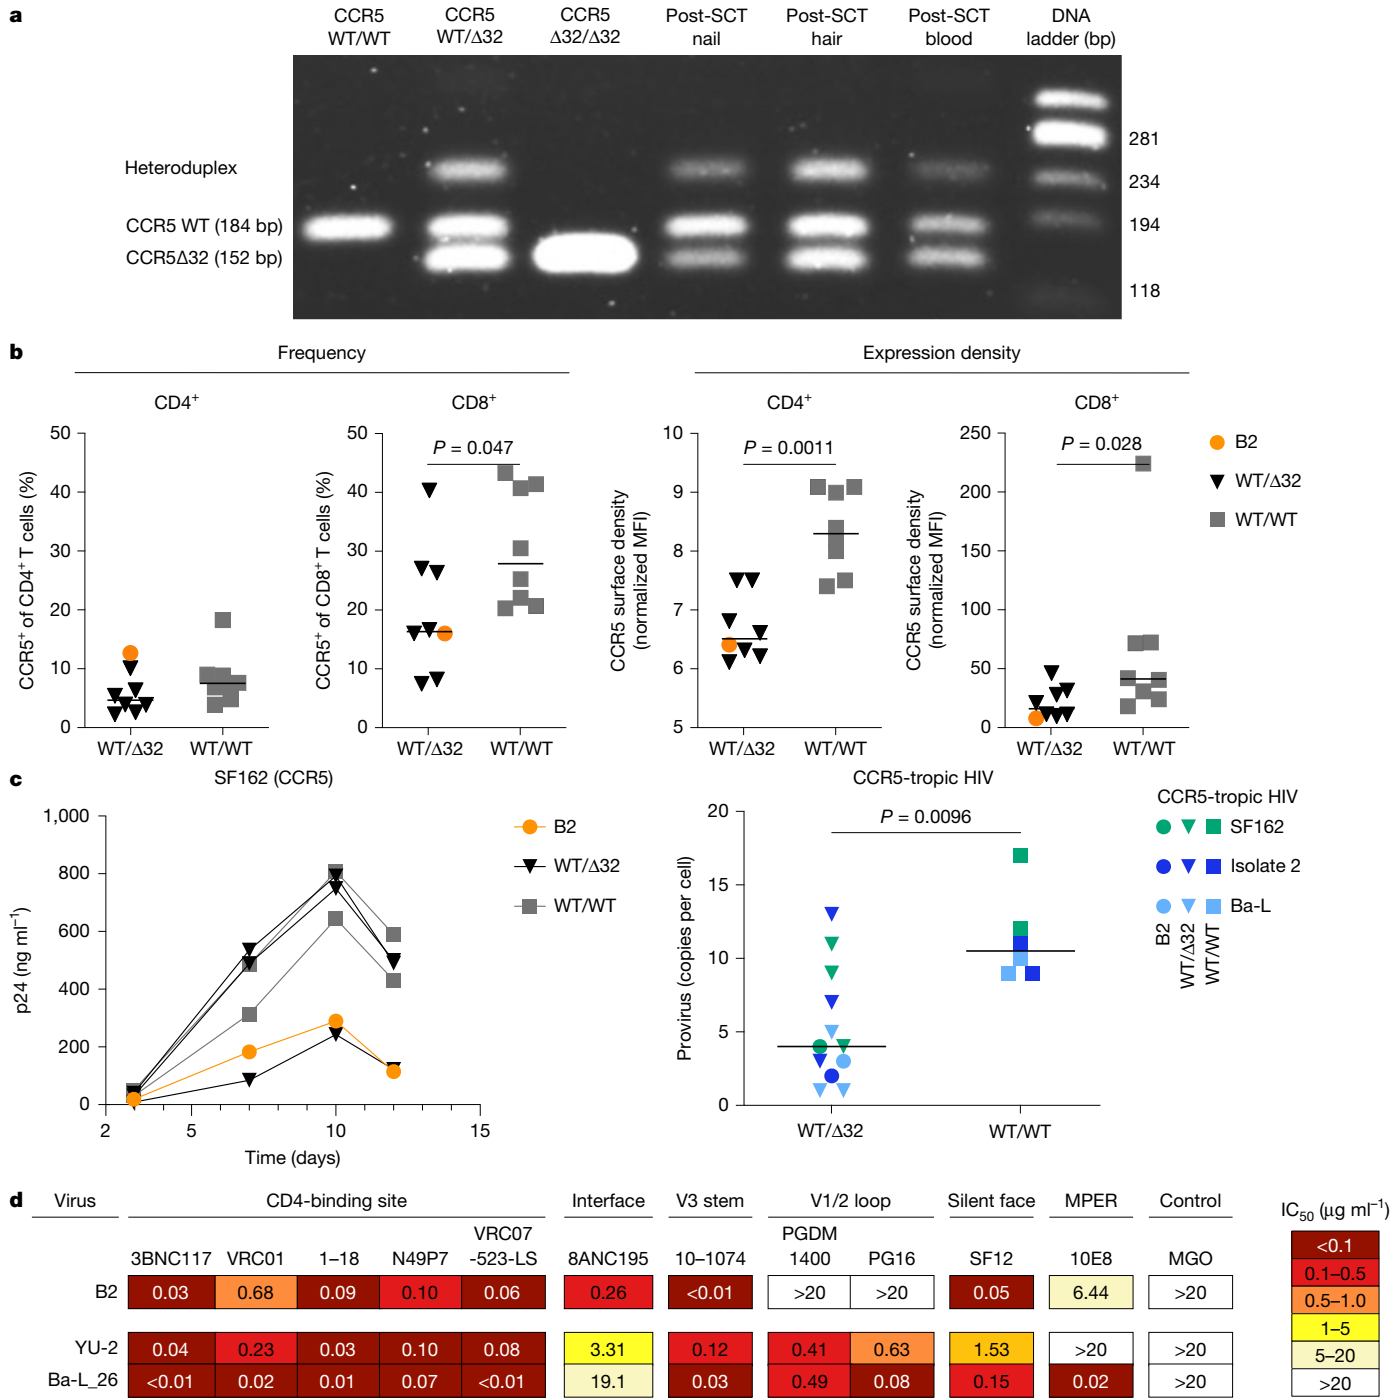 a
CCR5 WT/WT
CCR5 WT/Δ32
CCR5 Δ32/Δ32
Post-SCT nail
Post-SCT hair
Post-SCT blood
DNA ladder (bp)
Heteroduplex
CCR5 WT (184 bp)
CCR5Δ32 (152 bp)
281
234
194
118
b
Frequency
Expression density
CD4⁺
CCR5⁺ of CD4⁺ T cells (%)
50
40
30
20
10
0
WT/Δ32
WT/WT
CD8⁺
CCR5⁺ of CD8⁺ T cells (%)
50
40
30
20
10
0
P = 0.047
WT/Δ32
WT/WT
CD4⁺
CCR5 surface density
(normalized MFI)
10
9
8
7
6
5
P = 0.0011
WT/Δ32
WT/WT
CD8⁺
CCR5 surface density
(normalized MFI)
250
200
150
100
50
0
P = 0.028
WT/Δ32
WT/WT
B2
WT/Δ32
WT/WT
c
SF162 (CCR5)
p24 (ng ml⁻¹)
1,000
800
600
400
200
0
2 5 10 15
Time (days)
B2
WT/Δ32
WT/WT
CCR5-tropic HIV
Provirus (copies per cell)
20
15
10
5
0
P = 0.0096
WT/Δ32
WT/WT
CCR5-tropic HIV
SF162
Isolate 2
Ba-L
B2
WT/Δ32
WT/WT
d
Virus CD4-binding site Interface V3 stem V1/2 loop Silent face MPER Control
3BNC117 VRC01 1–18 N49P7 VRC07-523-LS 8ANC195 10–1074 PGDM1400 PG16 SF12 10E8 MGO
B2 0.03 0.68 0.09 0.10 0.06 0.26 <0.01 >20 >20 0.05 6.44 >20
YU-2 0.04 0.23 0.03 0.10 0.08 3.31 0.12 0.41 0.63 1.53 >20 >20
Ba-L_26 <0.01 0.02 0.01 0.07 <0.01 19.1 0.03 0.49 0.08 0.15 0.02 >20
IC₅₀ (μg ml⁻¹)
<0.1
0.1–0.5
0.5–1.0
1–5
5–20
>20